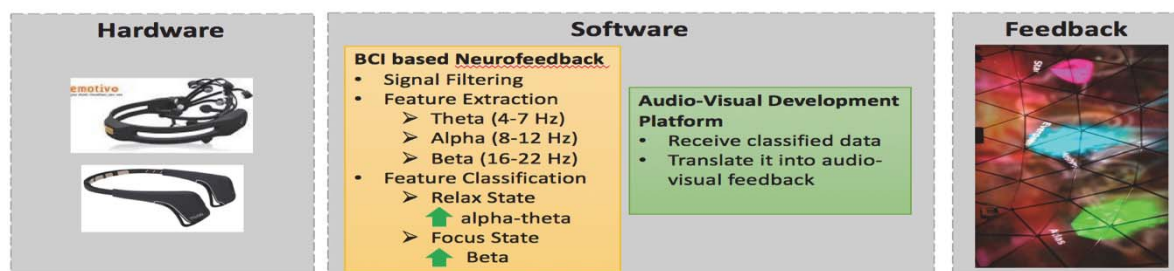 Hardware
emotivo
Software
BCI based Neurofeedback
• Signal Filtering
• Feature Extraction
➢ Theta (4-7 Hz)
➢ Alpha (8-12 Hz)
➢ Beta (16-22 Hz)
• Feature Classification
➢ Relax State
alpha-theta
➢ Focus State
Beta
Audio-Visual Development
Platform
• Receive classified data
• Translate it into audio-
visual feedback
Feedback